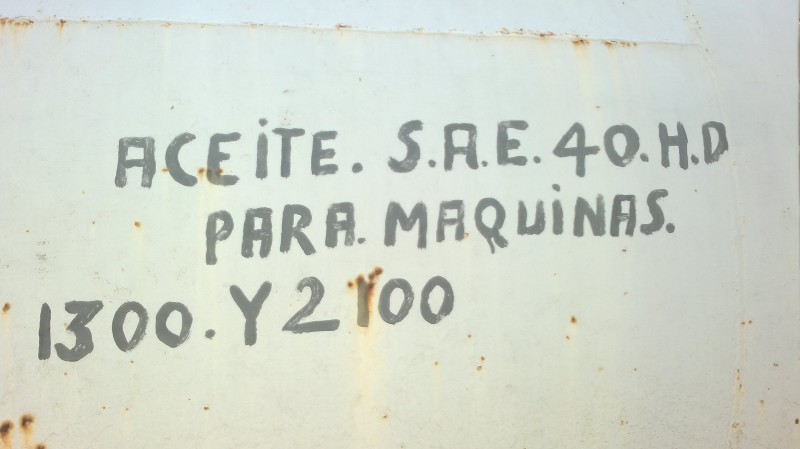 ACEiTE. S.A.E. 40. H.D
PARA. MAQUiNAS.
1300. Y 2100